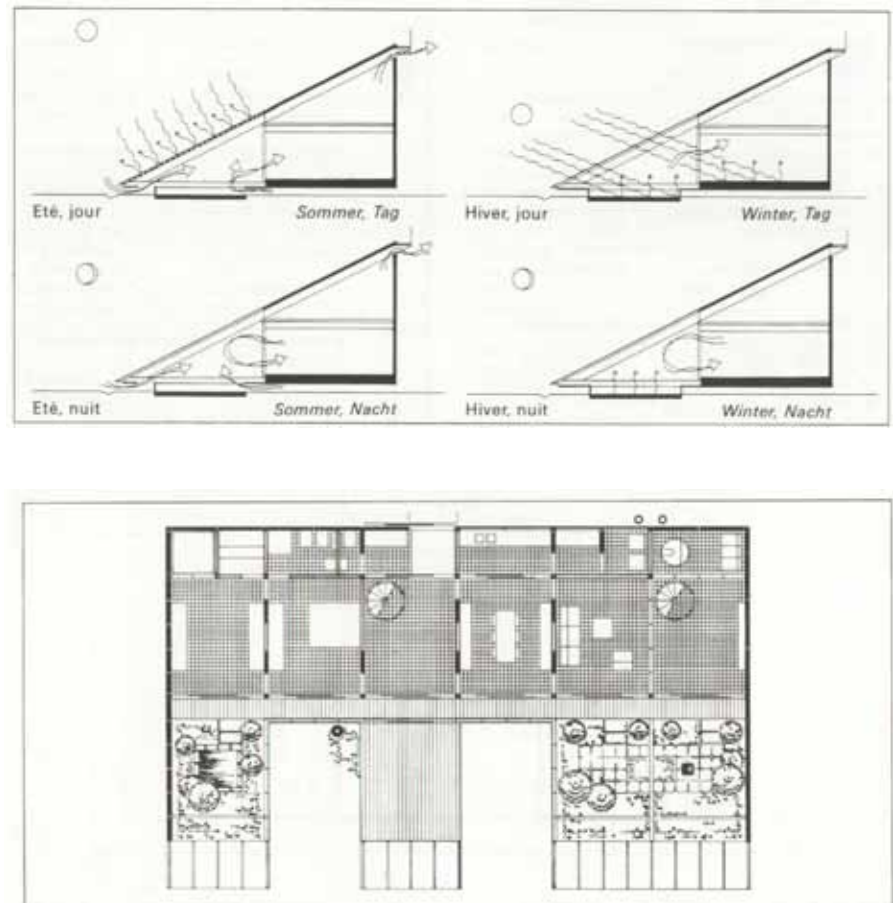 Eté, jour
Sommer, Tag
Hiver, jour
Winter, Tag
Eté, nuit
Sommer, Nacht
Hiver, nuit
Winter, Nacht